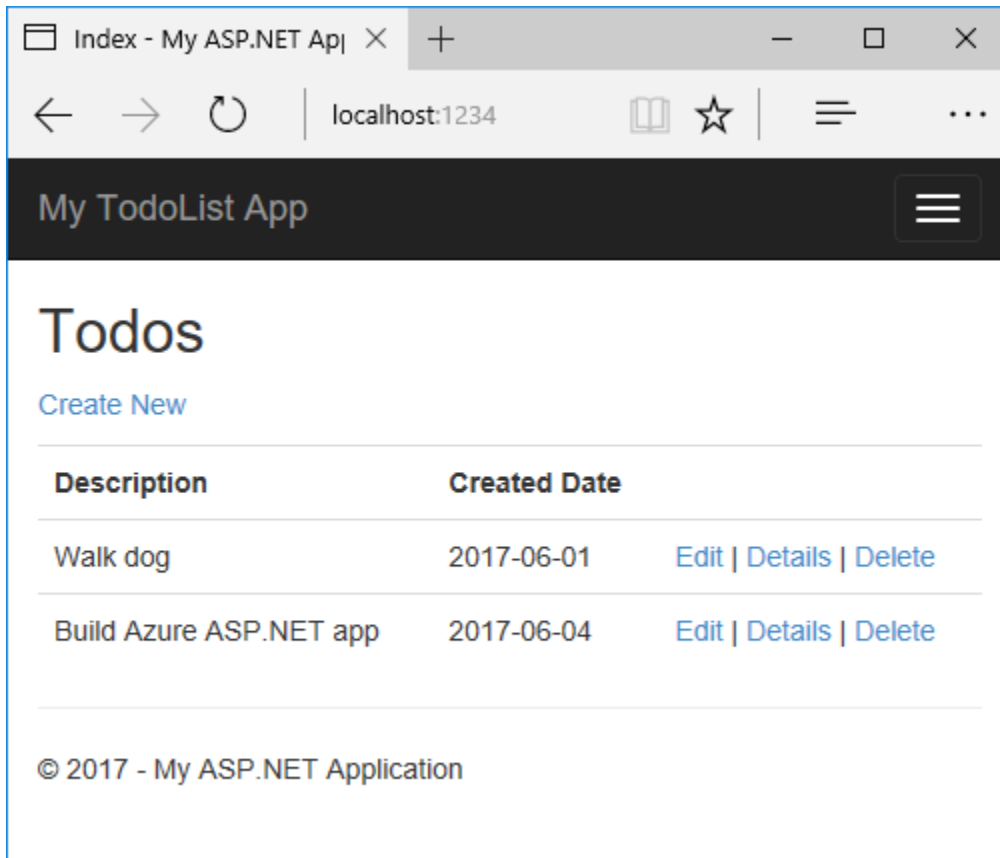 Index - My ASP.NET Ap
localhost:1234
My TodoList App
Todos
Create New
Description Created Date
Walk dog 2017-06-01 Edit | Details | Delete
Build Azure ASP.NET app 2017-06-04 Edit | Details | Delete
© 2017 - My ASP.NET Application